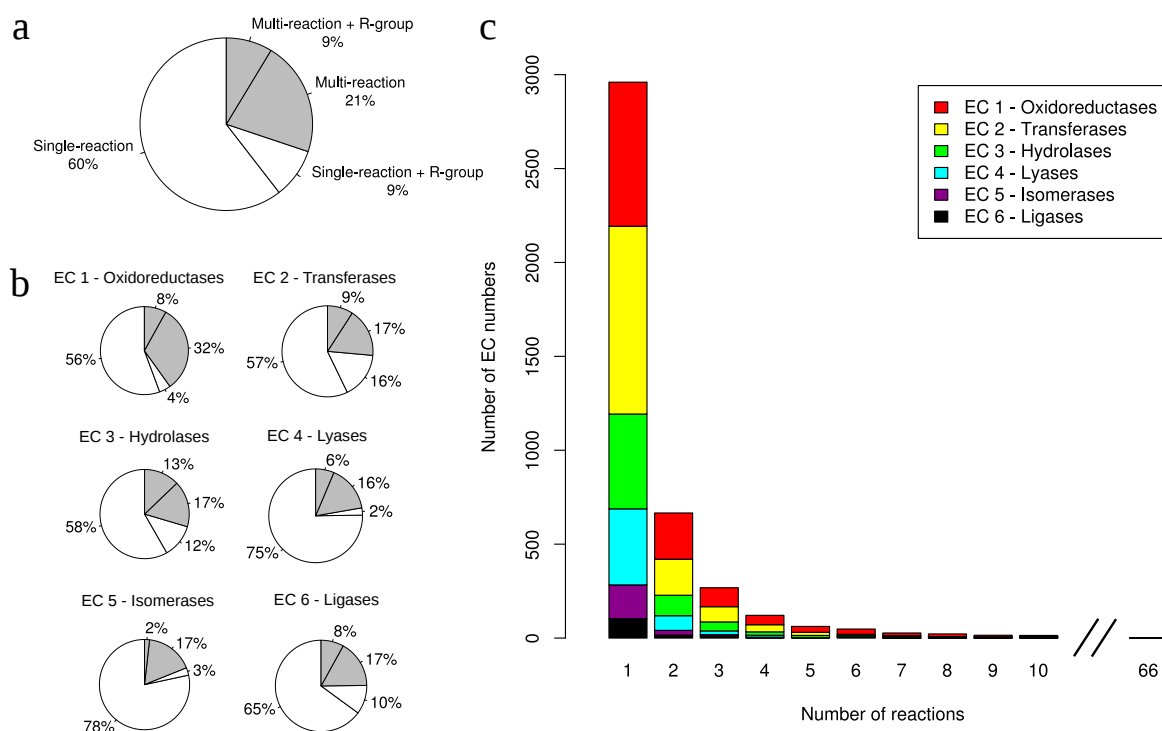 a
Multi-reaction + R-group
9%
Multi-reaction
21%
Single-reaction
60%
Single-reaction + R-group
9%
b
EC 1 - Oxidoreductases
8%
32%
56%
4%
EC 2 - Transferases
9%
17%
57%
16%
EC 3 - Hydrolases
13%
17%
58%
12%
EC 4 - Lyases
6%
16%
2%
75%
EC 5 - Isomerases
2%
17%
3%
78%
EC 6 - Ligases
8%
17%
10%
65%
c
Number of EC numbers
3000
2500
2000
1500
1000
500
0
EC 1 - Oxidoreductases
EC 2 - Transferases
EC 3 - Hydrolases
EC 4 - Lyases
EC 5 - Isomerases
EC 6 - Ligases
1 2 3 4 5 6 7 8 9 10 // 66
Number of reactions